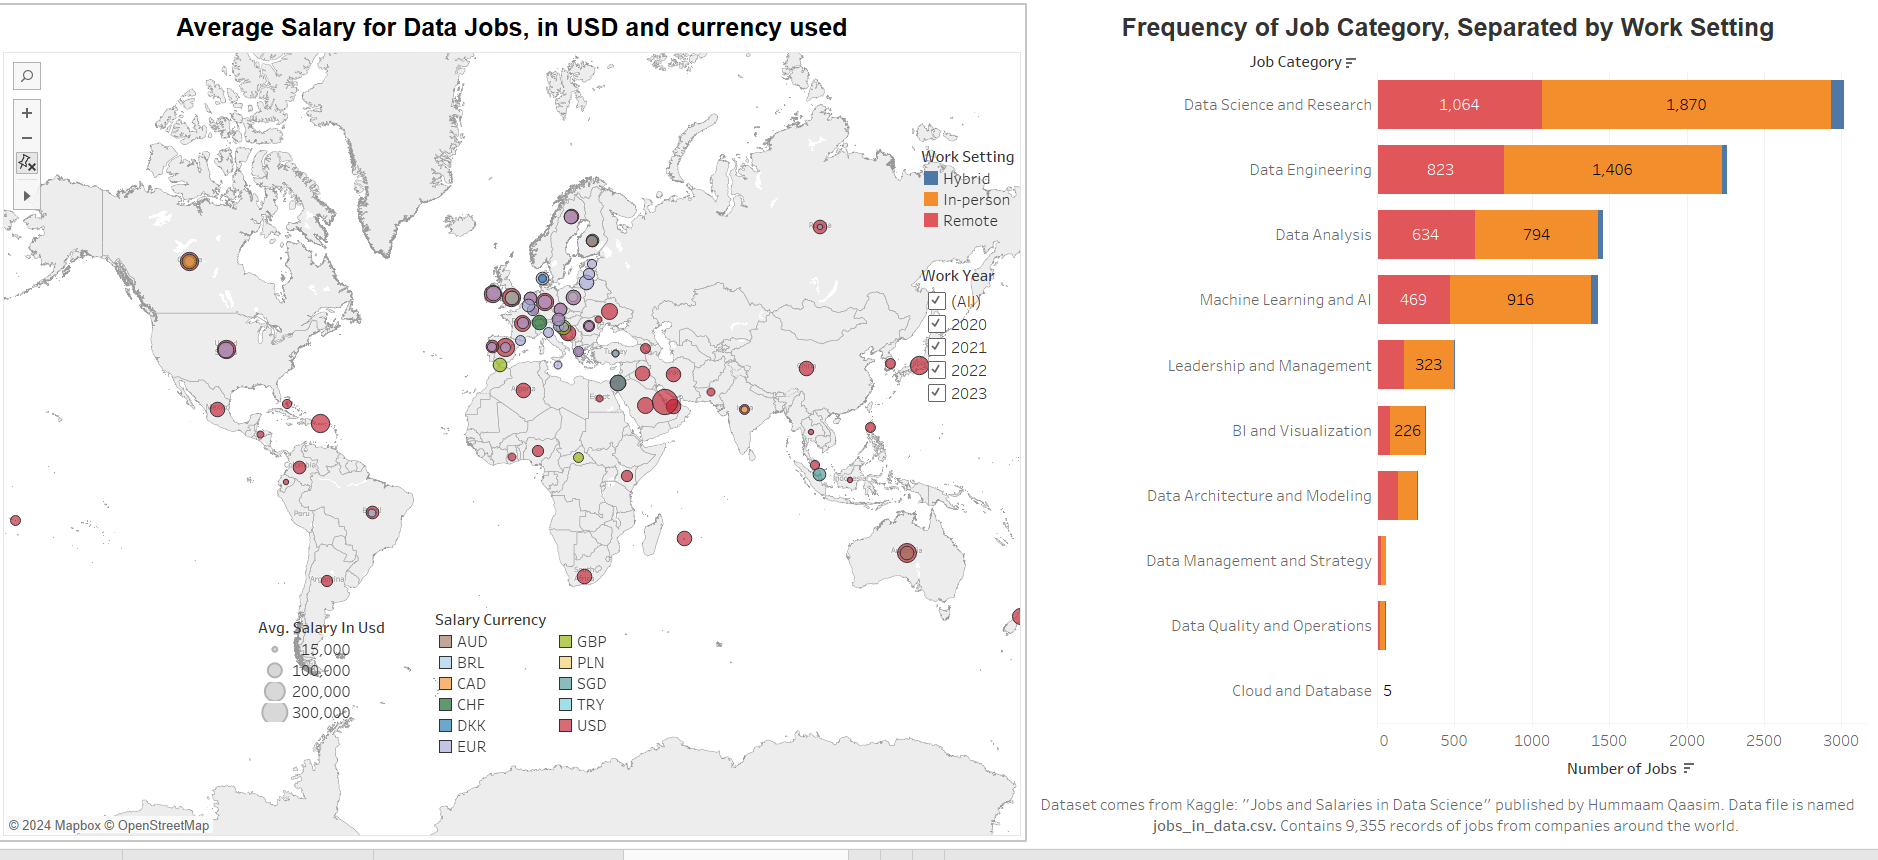 Average Salary for Data Jobs, in USD and currency used
Work Setting
Hybrid
In-person
Remote
Work Year
(All)
2020
2021
2022
2023
Turkey
Peru
Argentina
South
Avg. Salary In Usd
15,000
100,000
200,000
300,000
Salary Currency
AUD
BRL
CAD
CHF
DKK
EUR
GBP
PLN
SGD
TRY
USD
© 2024 Mapbox © OpenStreetMap
Frequency of Job Category, Separated by Work Setting
Job Category
Data Science and Research 1,064 1,870
Data Engineering 823 1,406
Data Analysis 634 794
Machine Learning and AI 469 916
Leadership and Management 323
BI and Visualization 226
Data Architecture and Modeling
Data Management and Strategy
Data Quality and Operations
Cloud and Database 5
0 500 1000 1500 2000 2500 3000
Number of Jobs
Dataset comes from Kaggle: "Jobs and Salaries in Data Science" published by Hummaam Qaasim. Data file is named
jobs_in_data.csv. Contains 9,355 records of jobs from companies around the world.